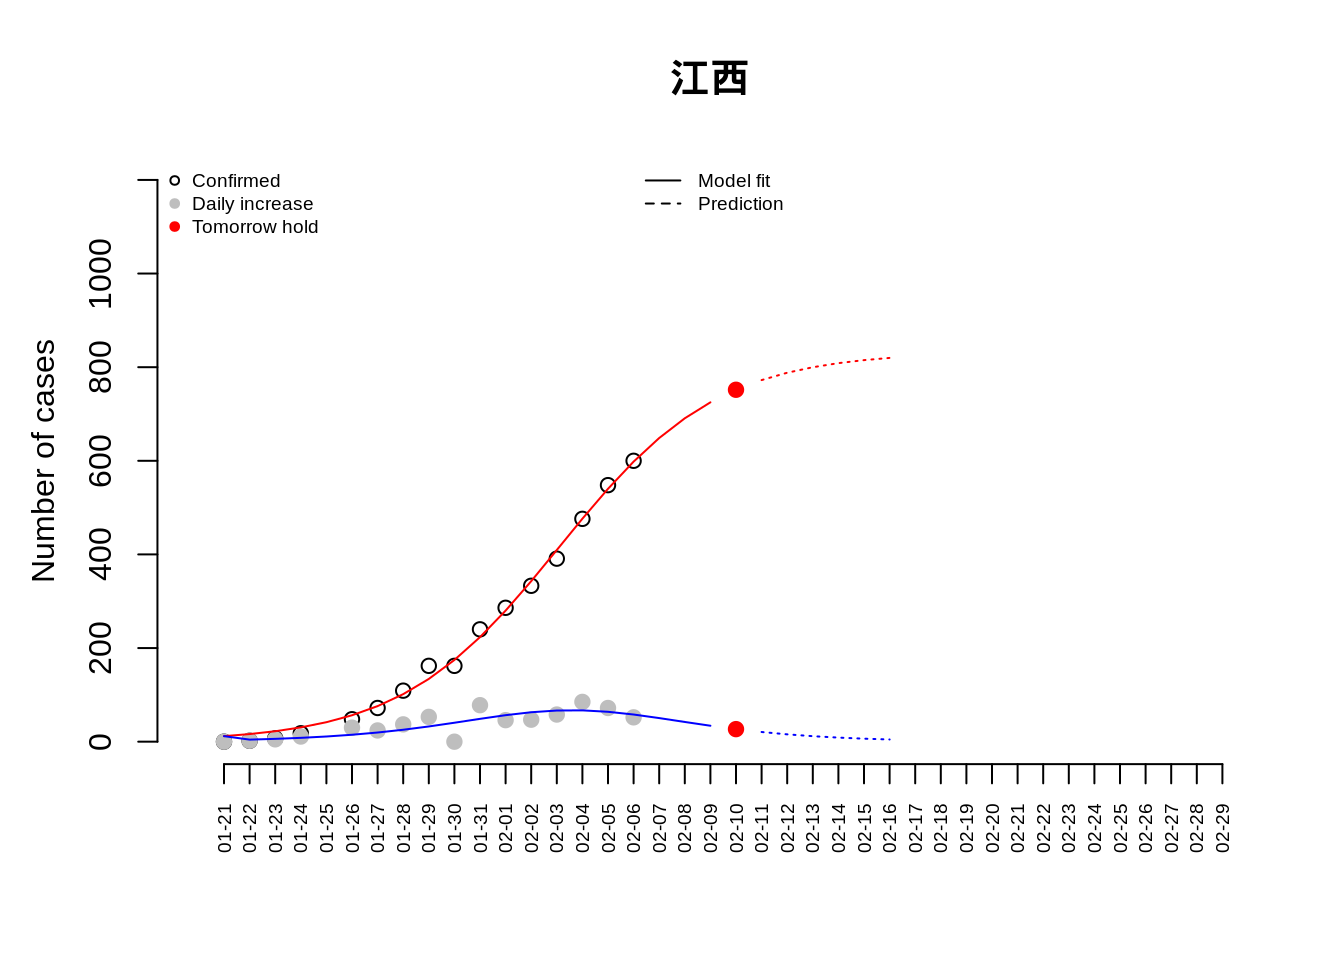 江西
Confirmed
Daily increase
Tomorrow hold
Model fit
Prediction
Number of cases
0 200 400 600 800 1000
01-21 01-22 01-23 01-24 01-25 01-26 01-27 01-28 01-29 01-30 01-31 02-01 02-02 02-03 02-04 02-05 02-06 02-07 02-08 02-09 02-10 02-11 02-12 02-13 02-14 02-15 02-16 02-17 02-18 02-19 02-20 02-21 02-22 02-23 02-24 02-25 02-26 02-27 02-28 02-29